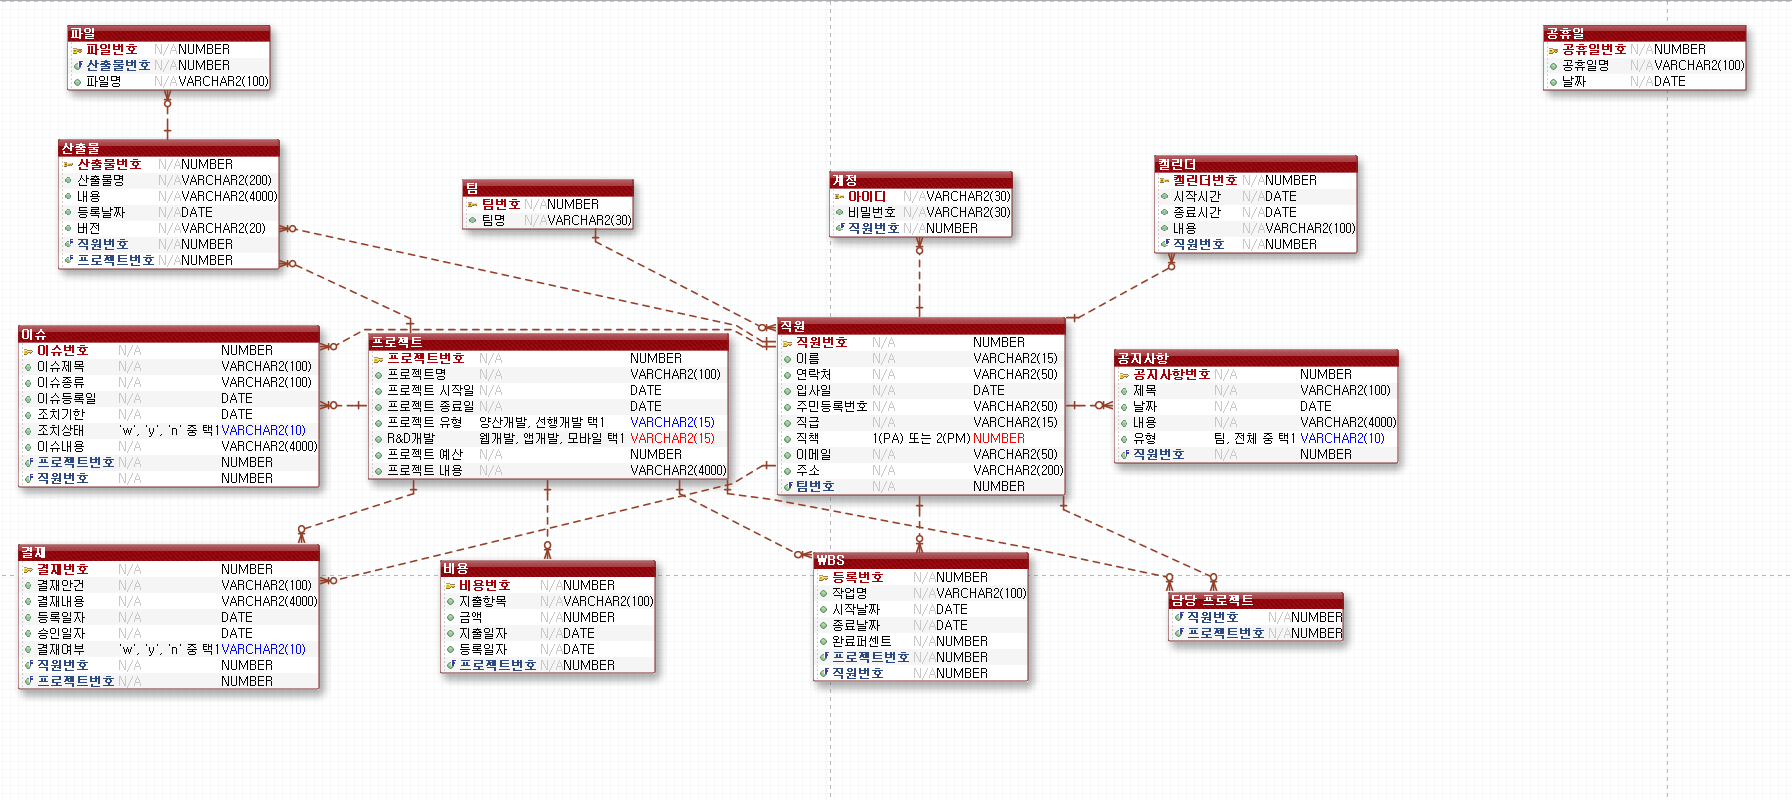 파일
파일번호 N/A NUMBER
산출물번호 N/A NUMBER
파일명 N/A VARCHAR2(100)
공휴일
공휴일번호 N/A NUMBER
공휴일명 N/A VARCHAR2(100)
날짜 N/A DATE
산출물
산출물번호 N/A NUMBER
산출물명 N/A VARCHAR2(200)
내용 N/A VARCHAR2(4000)
등록날짜 N/A DATE
버전 N/A VARCHAR2(20)
직원번호 N/A NUMBER
프로젝트번호 N/A NUMBER
팀
팀번호 N/A NUMBER
팀명 N/A VARCHAR2(30)
계정
아이디 N/A VARCHAR2(30)
비밀번호 N/A VARCHAR2(30)
직원번호 N/A NUMBER
캘린더
캘린더번호 N/A NUMBER
시작시간 N/A DATE
종료시간 N/A DATE
내용 N/A VARCHAR2(100)
직원번호 N/A NUMBER
이슈
이슈번호 N/A NUMBER
이슈제목 N/A VARCHAR2(100)
이슈종류 N/A VARCHAR2(100)
이슈등록일 N/A DATE
조치기한 N/A DATE
조치상태 'w', 'y', 'n' 중 택1 VARCHAR2(10)
이슈내용 N/A VARCHAR2(4000)
프로젝트번호 N/A NUMBER
직원번호 N/A NUMBER
프로젝트
프로젝트번호 N/A NUMBER
프로젝트명 N/A VARCHAR2(100)
프로젝트 시작일 N/A DATE
프로젝트 종료일 N/A DATE
프로젝트 유형 양산개발, 선행개발 택1 VARCHAR2(15)
R&D개발 웹개발, 앱개발, 모바일 택1 VARCHAR2(15)
프로젝트 예산 N/A NUMBER
프로젝트 내용 N/A VARCHAR2(4000)
직원
직원번호 N/A NUMBER
이름 N/A VARCHAR2(15)
연락처 N/A VARCHAR2(50)
입사일 N/A DATE
주민등록번호 N/A VARCHAR2(50)
직급 N/A VARCHAR2(15)
직책 1(PA) 또는 2(PM) NUMBER
이메일 N/A VARCHAR2(50)
주소 N/A VARCHAR2(200)
팀번호 N/A NUMBER
공지사항
공지사항번호 N/A NUMBER
제목 N/A VARCHAR2(100)
날짜 N/A DATE
내용 N/A VARCHAR2(4000)
유형 팀, 전체 중 택1 VARCHAR2(10)
직원번호 N/A NUMBER
결재
결재번호 N/A NUMBER
결재안건 N/A VARCHAR2(100)
결재내용 N/A VARCHAR2(4000)
등록일자 N/A DATE
승인일자 N/A DATE
결재여부 'w', 'y', 'n' 중 택1 VARCHAR2(10)
직원번호 N/A NUMBER
프로젝트번호 N/A NUMBER
비용
비용번호 N/A NUMBER
지출항목 N/A VARCHAR2(100)
금액 N/A NUMBER
지출일자 N/A DATE
등록일자 N/A DATE
프로젝트번호 N/A NUMBER
WBS
등록번호 N/A NUMBER
작업명 N/A VARCHAR2(100)
시작날짜 N/A DATE
종료날짜 N/A DATE
완료퍼센트 N/A NUMBER
프로젝트번호 N/A NUMBER
직원번호 N/A NUMBER
담당 프로젝트
직원번호 N/A NUMBER
프로젝트번호 N/A NUMBER